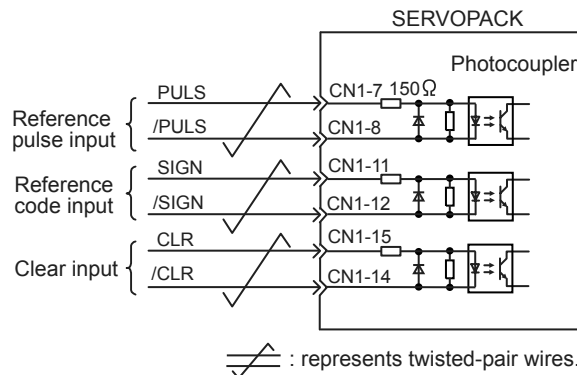 SERVOPACK
Photocoupler
Reference
pulse input
PULS
/PULS
CN1-7 150Ω
CN1-8
Reference
code input
SIGN
/SIGN
CN1-11
CN1-12
Clear input
CLR
/CLR
CN1-15
CN1-14
: represents twisted-pair wires.